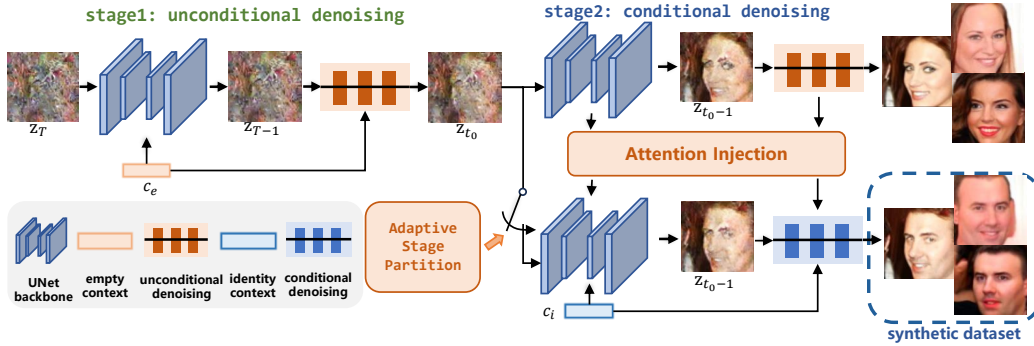 stage1: unconditional denoising
stage2: conditional denoising
z_T
z_{T-1}
z_{t_0}
z_{t_0-1}
c_e
Attention Injection
Adaptive
Stage
Partition
z_{t_0-1}
c_i
UNet
backbone
empty
context
unconditional
denoising
identity
context
conditional
denoising
synthetic dataset